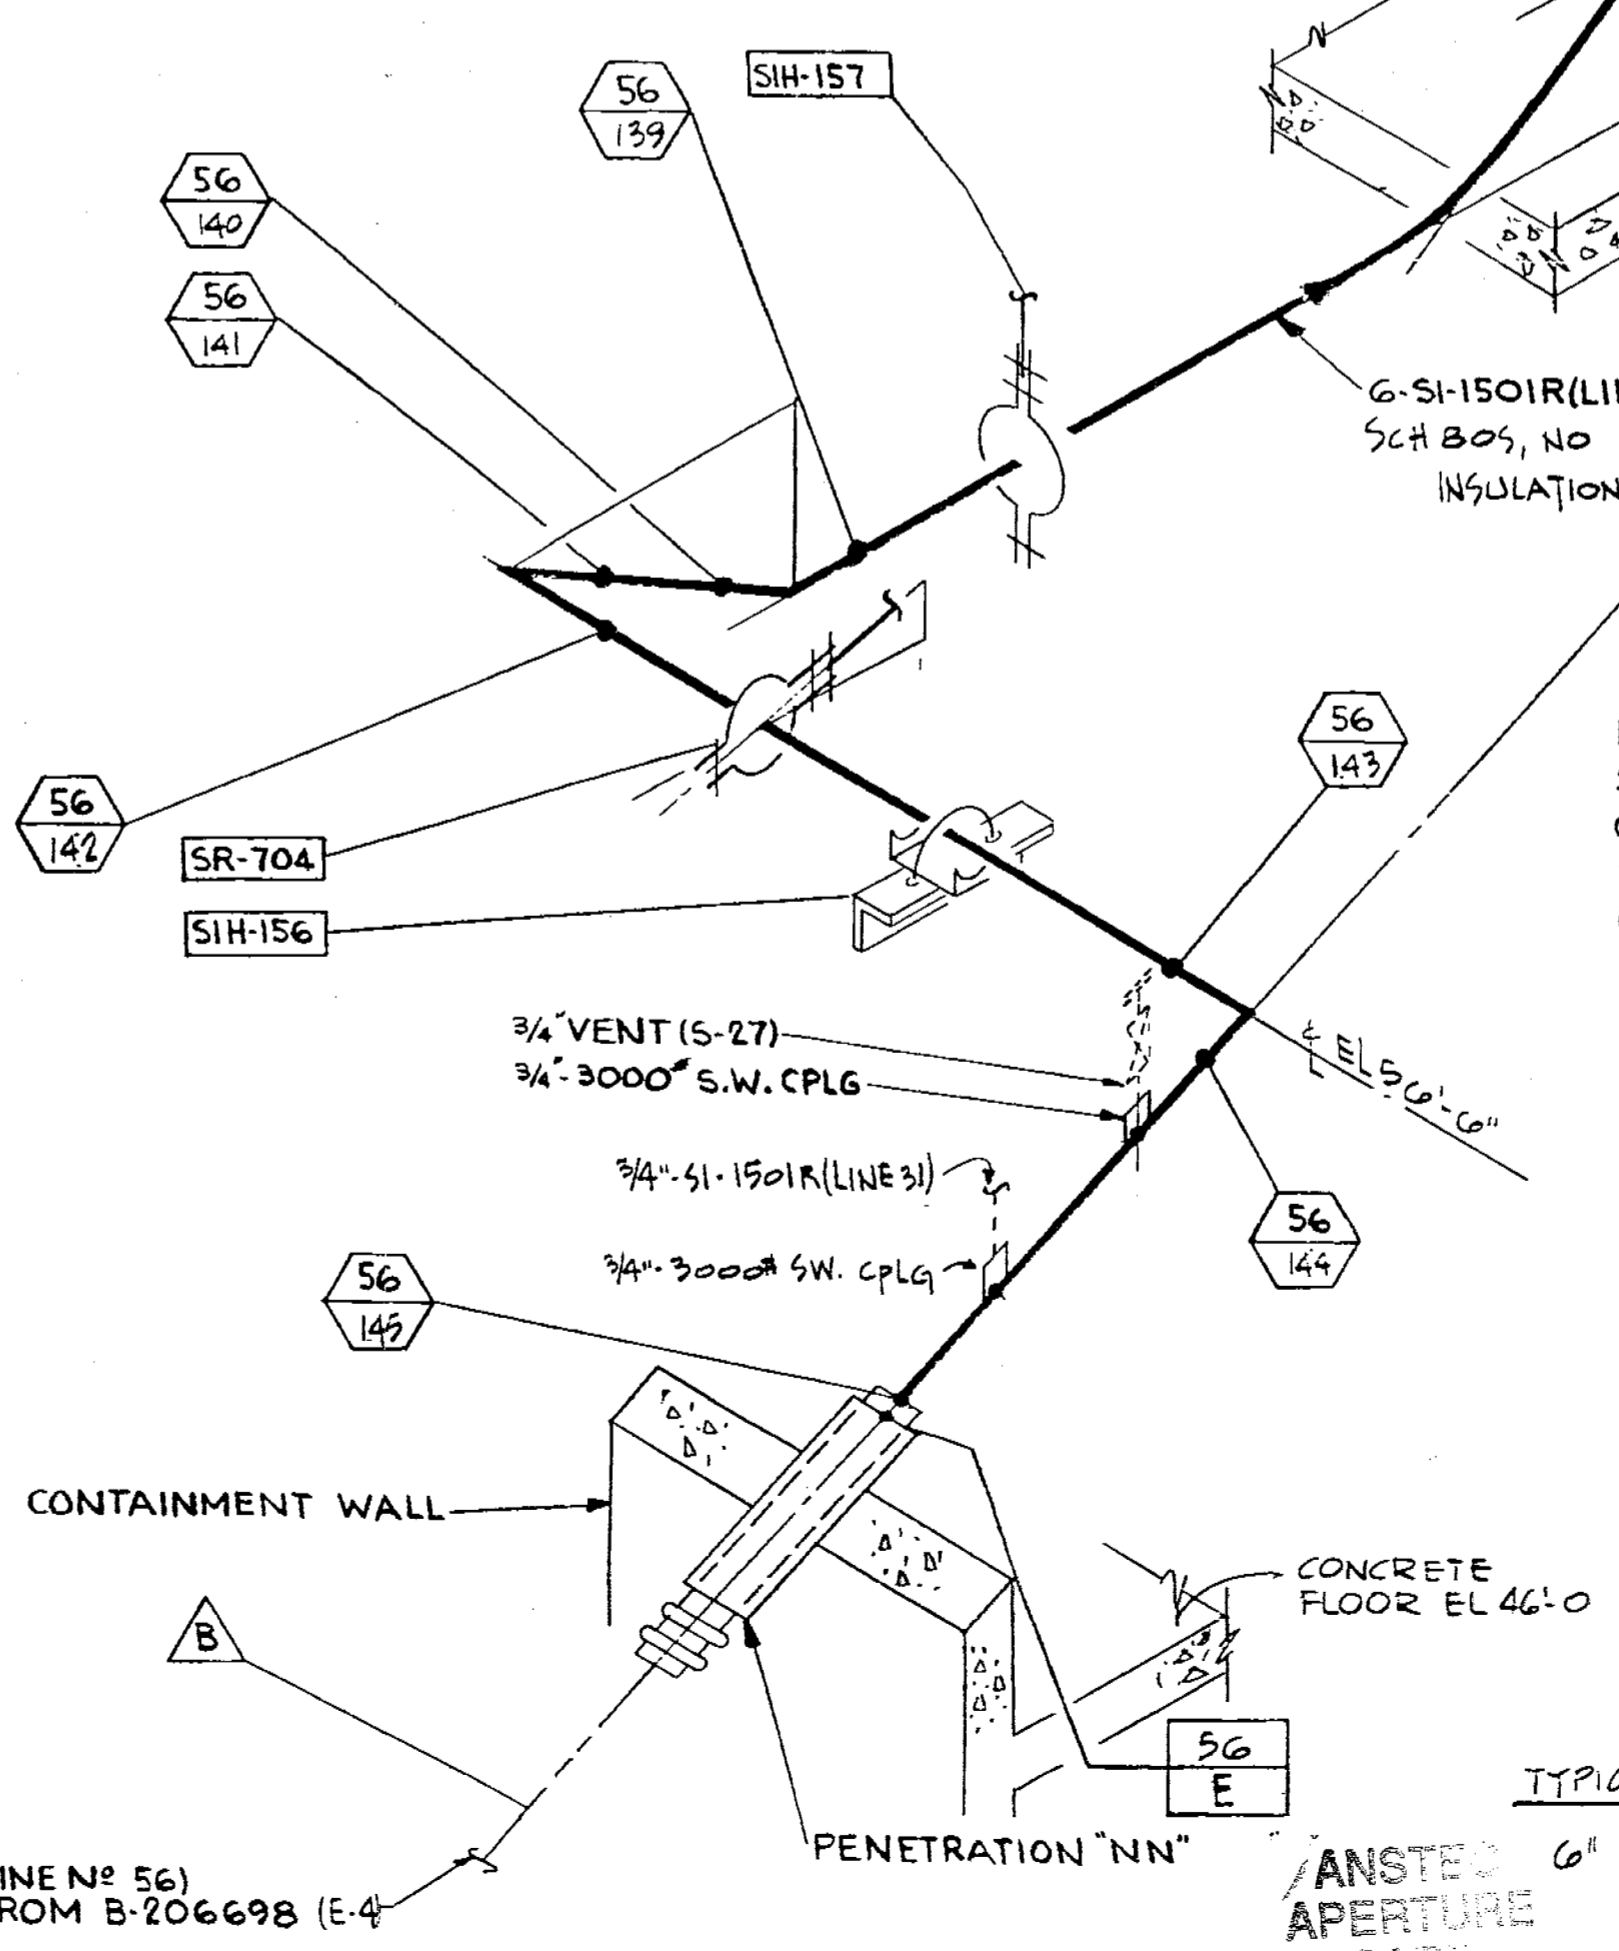 SIH-157
56
139
56
140
56
141
6-SI-1501R(LI
SCH 80S, NO
INSULATION
56
142
SR-704
SIH-156
56
143
3/4" VENT (S-27)
3/4"-3000# S.W. CPLG
℄ EL 56'-6"
3/4"-SI-1501R(LINE 31)
3/4"-3000# SW. CPLG
56
144
56
145
CONTAINMENT WALL
CONCRETE
FLOOR EL 46'-0
B
56
E
TYPIC
PENETRATION "NN"
6"
INE Nº 56)
ROM B-206698 (E-4
ANSTEC
APERTURE